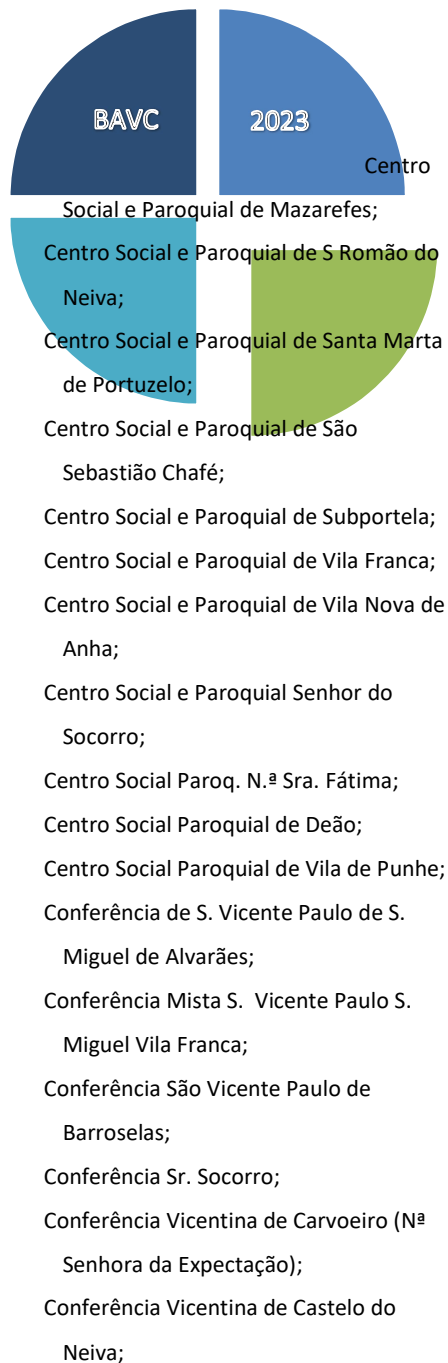 BAVC
2023
Centro
Social e Paroquial de Mazarefes;
Centro Social e Paroquial de S Romão do
Neiva;
Centro Social e Paroquial de Santa Marta
de Portuzelo;
Centro Social e Paroquial de São
Sebastião Chafé;
Centro Social e Paroquial de Subportela;
Centro Social e Paroquial de Vila Franca;
Centro Social e Paroquial de Vila Nova de
Anha;
Centro Social e Paroquial Senhor do
Socorro;
Centro Social Paroq. N.ª Sra. Fátima;
Centro Social Paroquial de Deão;
Centro Social Paroquial de Vila de Punhe;
Conferência de S. Vicente Paulo de S.
Miguel de Alvarães;
Conferência Mista S.  Vicente Paulo S.
Miguel Vila Franca;
Conferência São Vicente Paulo de
Barroselas;
Conferência Sr. Socorro;
Conferência Vicentina de Carvoeiro (Nª
Senhora da Expectação);
Conferência Vicentina de Castelo do
Neiva;